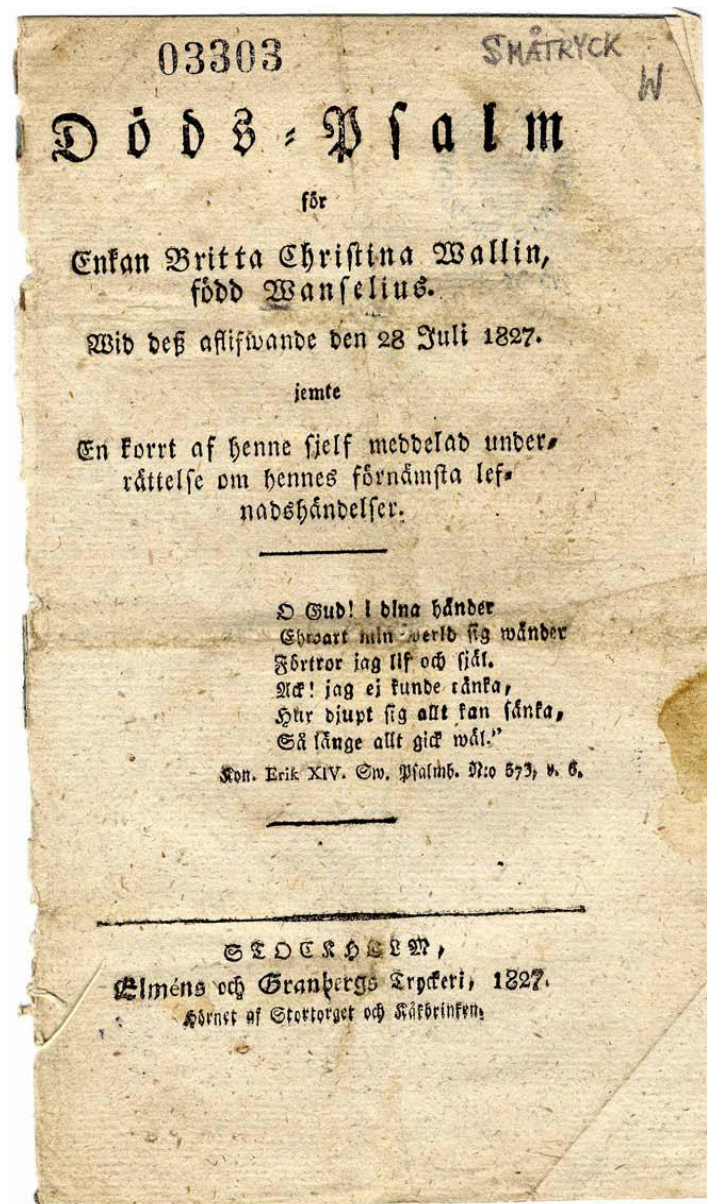 03303
SMÅTRYCK
W
Döds-Psalm
för
Enkan Britta Christina Wallin,
född Wanselius.
Wid deß aflifwande den 28 Juli 1827.
jemte
En korrt af henne sjelf meddelad under-
rättelse om hennes förnämsta lef-
nadshändelser.
O Gud! i dina händer
Ehwart min werld sig wänder
Förtror jag lif och själ.
Ack! jag ej kunde tänka,
Hur djupt sig allt kan sänka,
Så länge allt gick wäl."
Kon. Erik XIV. Sw. Psalmb. N:o 373, v. 6.
STOCKHOLM,
Elméns och Granbergs Tryckeri, 1827.
Hörnet af Stortorget och Kåkbrinken.